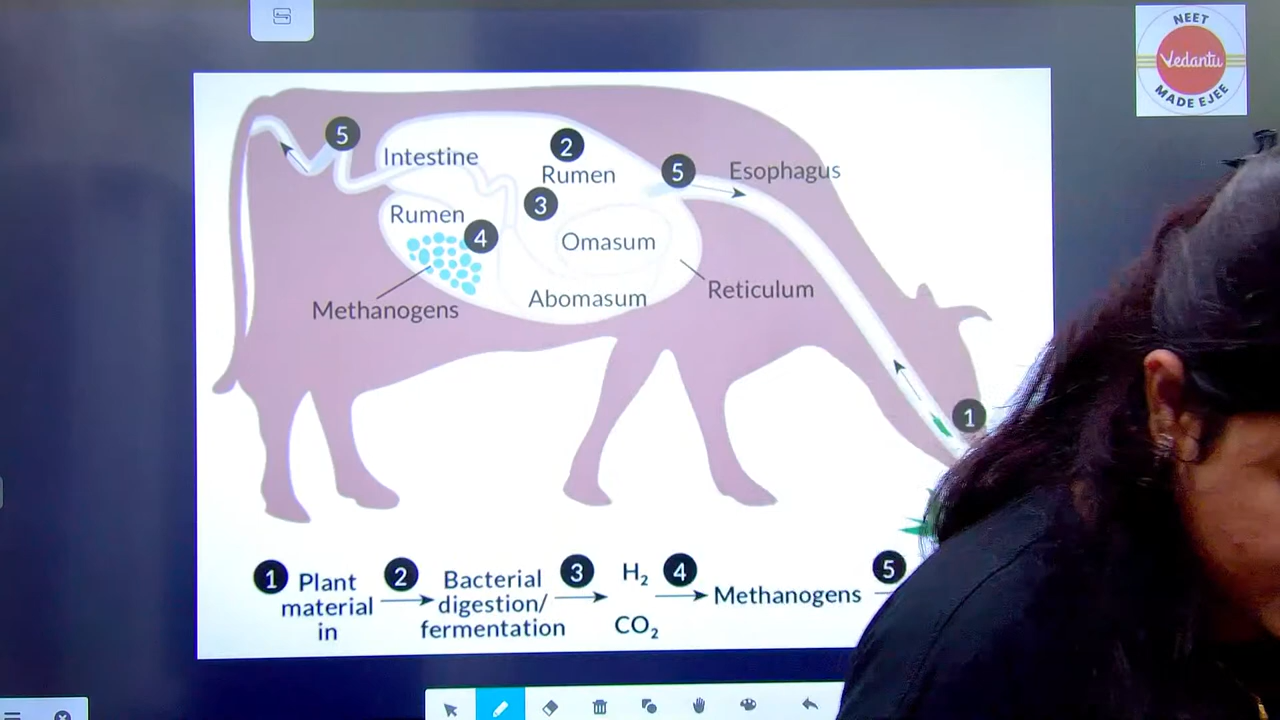 NEET
Vedantu
MADE EJEE
5
2
Intestine
Rumen
5
Esophagus
3
Rumen
4
Omasum
Methanogens
Abomasum
Reticulum
1
1 Plant
material
in
2
Bacterial
digestion/
fermentation
3
H₂
CO₂
4
Methanogens
5